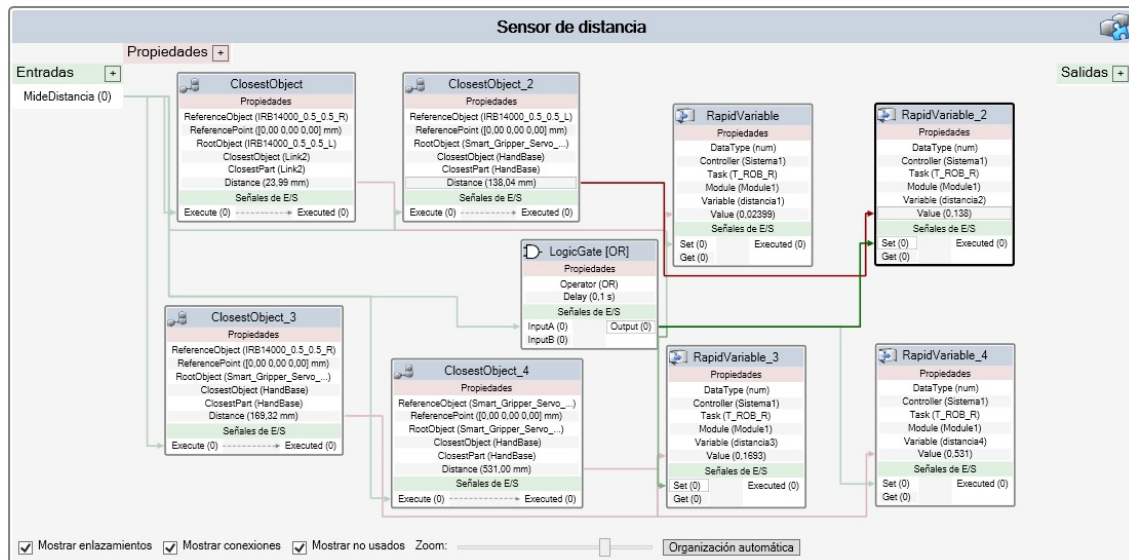 Sensor de distancia
Propiedades +
Entradas +
Salidas +
MideDistancia (0)
ClosestObject
Propiedades
ReferenceObject (IRB14000_0.5_0.5_R)
ReferencePoint ([0,00 0,00 0,00] mm)
RootObject (IRB14000_0.5_0.5_L)
ClosestObject (Link2)
ClosestPart (Link2)
Distance (23,99 mm)
Señales de E/S
Execute (0) Executed (0)
ClosestObject_2
Propiedades
ReferenceObject (IRB14000_0.5_0.5_L)
ReferencePoint ([0,00 0,00 0,00] mm)
RootObject (Smart_Gripper_Servo_...)
ClosestObject (HandBase)
ClosestPart (HandBase)
Distance (138,04 mm)
Señales de E/S
Execute (0) Executed (0)
RapidVariable
Propiedades
DataType (num)
Controller (Sistema1)
Task (T_ROB_R)
Module (Module1)
Variable (distancia1)
Value (0,02399)
Señales de E/S
Set (0) Executed (0)
Get (0)
RapidVariable_2
Propiedades
DataType (num)
Controller (Sistema1)
Task (T_ROB_R)
Module (Module1)
Variable (distancia2)
Value (0,138)
Señales de E/S
Set (0) Executed (0)
Get (0)
LogicGate [OR]
Propiedades
Operator (OR)
Delay (0,1 s)
Señales de E/S
InputA (0) Output (0)
InputB (0)
ClosestObject_3
Propiedades
ReferenceObject (IRB14000_0.5_0.5_R)
ReferencePoint ([0,00 0,00 0,00] mm)
RootObject (Smart_Gripper_Servo_...)
ClosestObject (HandBase)
ClosestPart (HandBase)
Distance (169,32 mm)
Señales de E/S
Execute (0) Executed (0)
ClosestObject_4
Propiedades
ReferenceObject (Smart_Gripper_Servo_...)
ReferencePoint ([0,00 0,00 0,00] mm)
RootObject (Smart_Gripper_Servo_...)
ClosestObject (HandBase)
ClosestPart (HandBase)
Distance (531,00 mm)
Señales de E/S
Execute (0) Executed (0)
RapidVariable_3
Propiedades
DataType (num)
Controller (Sistema1)
Task (T_ROB_R)
Module (Module1)
Variable (distancia3)
Value (0,1693)
Señales de E/S
Set (0) Executed (0)
Get (0)
RapidVariable_4
Propiedades
DataType (num)
Controller (Sistema1)
Task (T_ROB_R)
Module (Module1)
Variable (distancia4)
Value (0,531)
Señales de E/S
Set (0) Executed (0)
Get (0)
Mostrar enlazamientos Mostrar conexiones Mostrar no usados Zoom: Organización automática